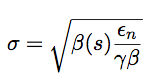 σ = √(β(s) ϵₙ/γβ)